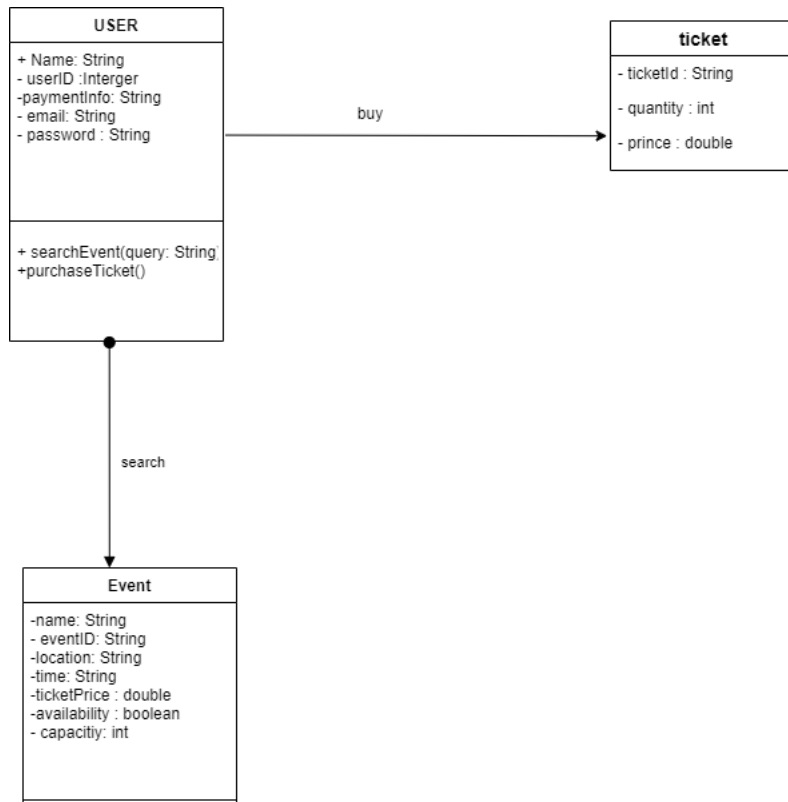 USER
+ Name: String
- userID :Interger
-paymentInfo: String
- email: String
- password : String
+ searchEvent(query: String)
+purchaseTicket()
buy
ticket
- ticketId : String
- quantity : int
- prince : double
search
Event
-name: String
- eventID: String
-location: String
-time: String
-ticketPrice : double
-availability : boolean
- capacitiy: int